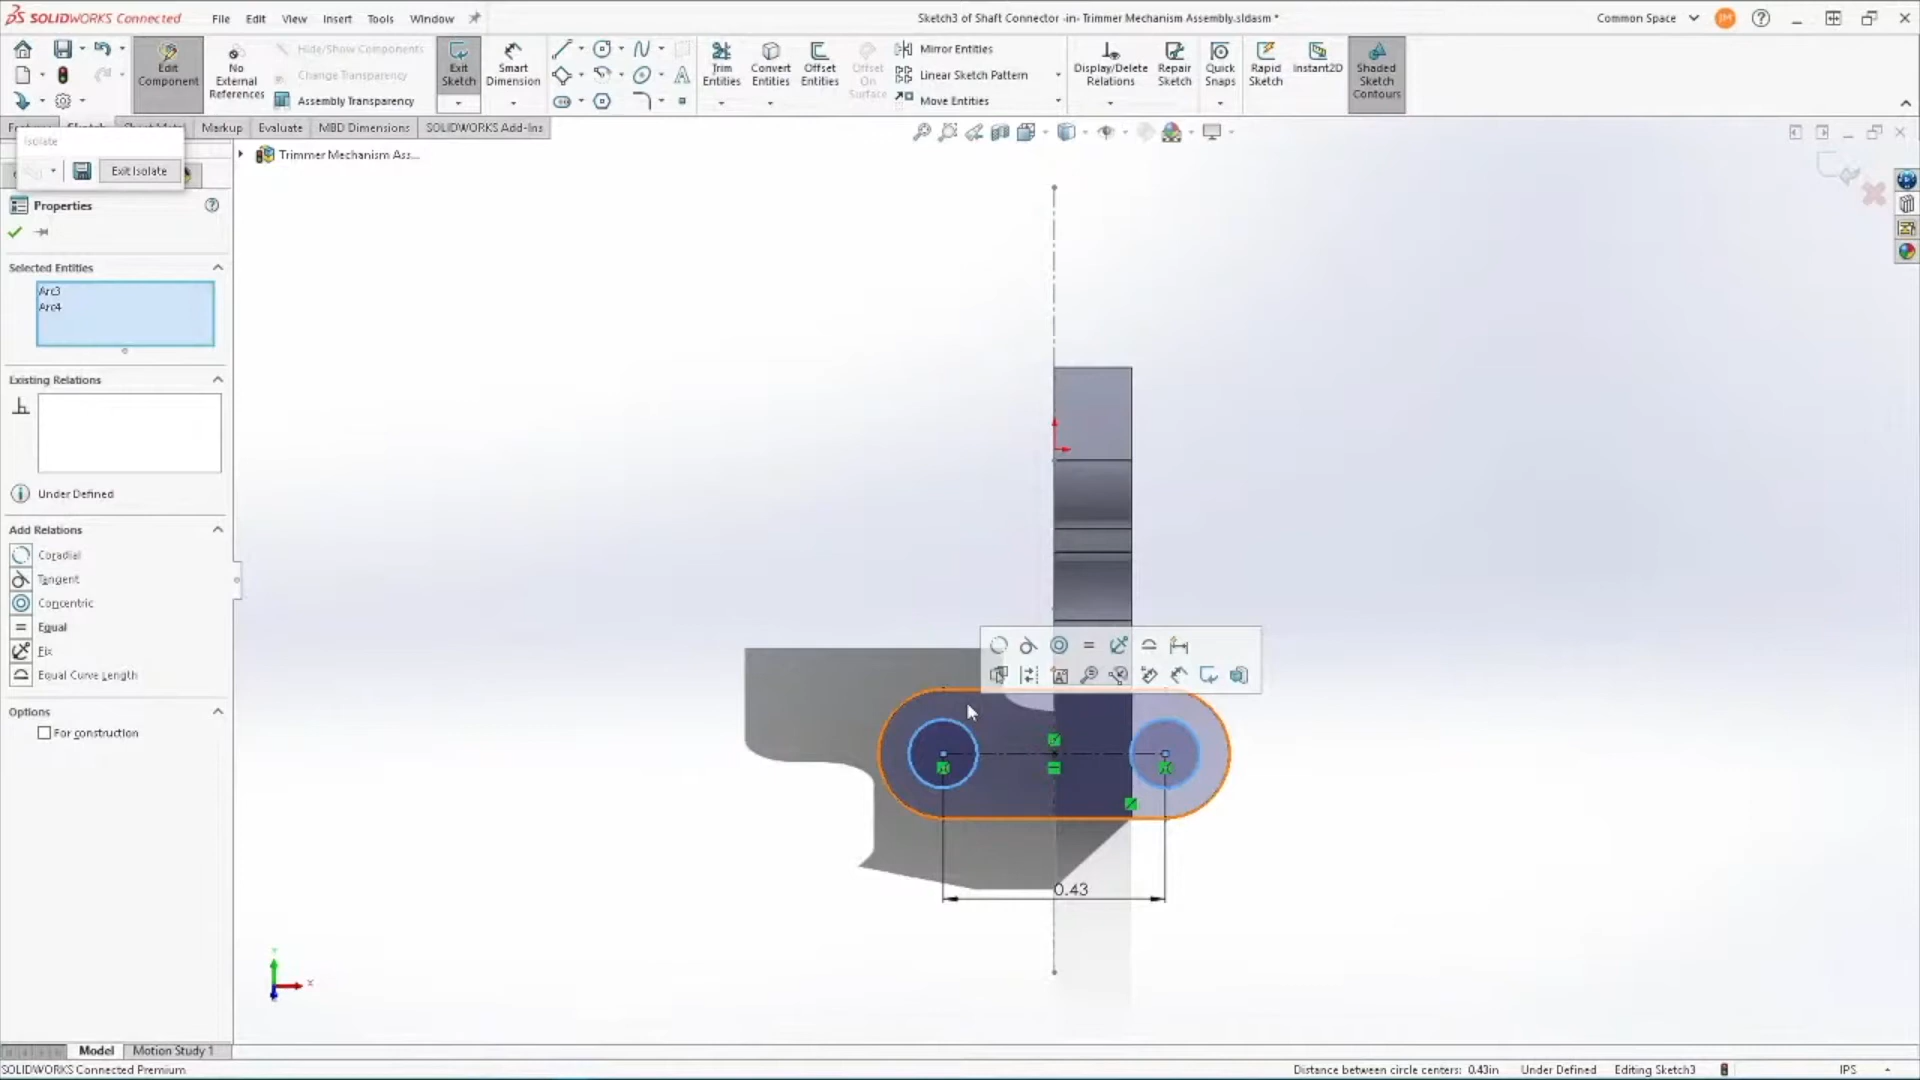 SOLIDWORKS Connected
File Edit View Insert Tools Window
Sketch3 of Shaft Connector -in- Trimmer Mechanism Assembly.sldasm *
Common Space
Edit Component
No External References
Hide/Show Components
Change Transparency
Assembly Transparency
Exit Sketch
Smart Dimension
Trim Entities
Convert Entities
Offset Entities
Offset On Surface
Mirror Entities
Linear Sketch Pattern
Move Entities
Display/Delete Relations
Repair Sketch
Quick Snaps
Rapid Sketch
Instant2D
Shaded Sketch Contours
Markup Evaluate MBD Dimensions SOLIDWORKS Add-Ins
Isolate
Exit Isolate
Trimmer Mechanism Ass...
Properties
Selected Entities
Arc3
Arc4
Existing Relations
Under Defined
Add Relations
Coradial
Tangent
Concentric
Equal
Fix
Equal Curve Length
Options
For construction
0.43
Y
X
Model Motion Study 1
SOLIDWORKS Connected Premium
Distance between circle centers: 0.43in Under Defined Editing Sketch3 IPS